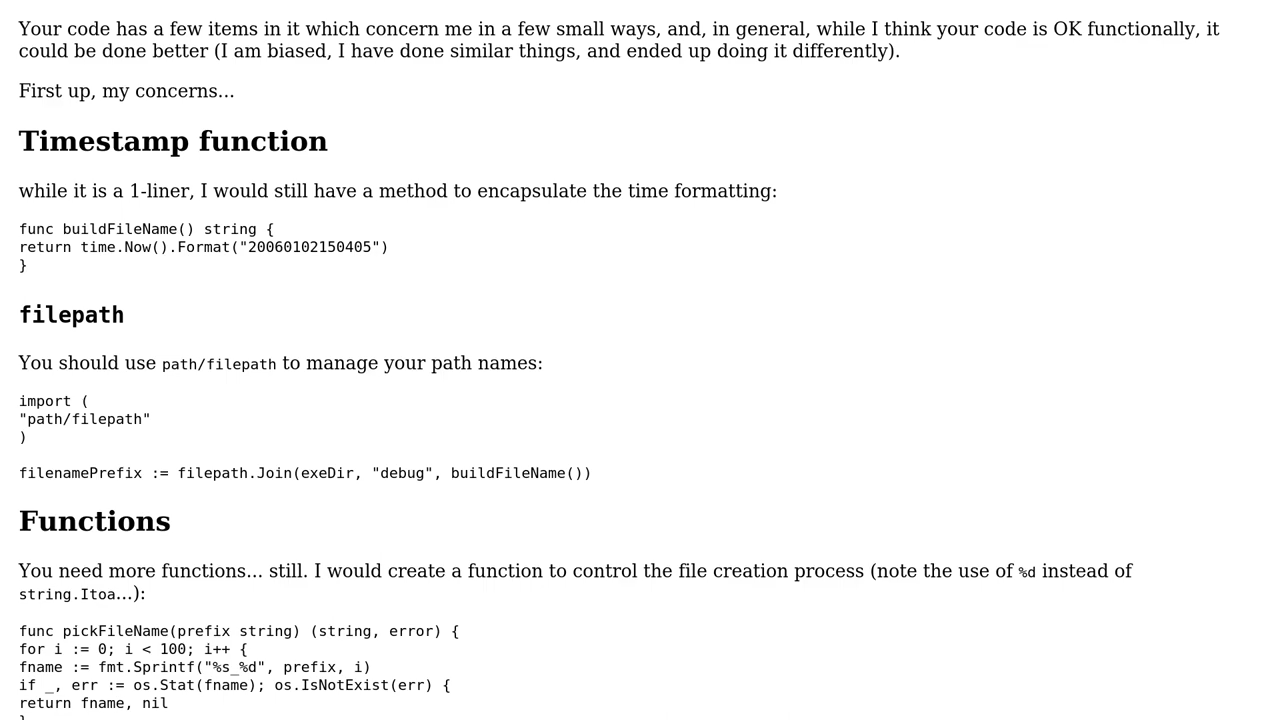 Your code has a few items in it which concern me in a few small ways, and, in general, while I think your code is OK functionally, it
could be done better (I am biased, I have done similar things, and ended up doing it differently).
First up, my concerns...
Timestamp function
while it is a 1-liner, I would still have a method to encapsulate the time formatting:
func buildFileName() string {
return time.Now().Format("20060102150405")
}
filepath
You should use path/filepath to manage your path names:
import (
"path/filepath"
)
filenamePrefix := filepath.Join(exeDir, "debug", buildFileName())
Functions
You need more functions... still. I would create a function to control the file creation process (note the use of %d instead of
string.Itoa...):
func pickFileName(prefix string) (string, error) {
for i := 0; i < 100; i++ {
fname := fmt.Sprintf("%s_%d", prefix, i)
if _, err := os.Stat(fname); os.IsNotExist(err) {
return fname, nil
}